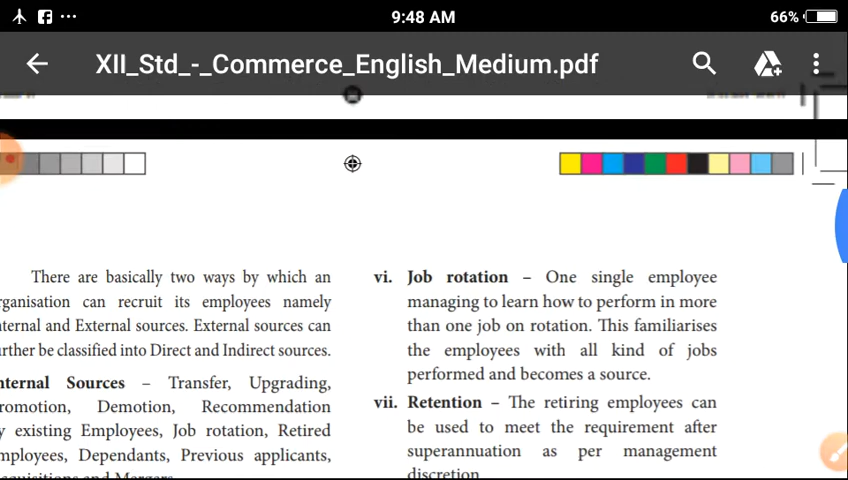 9:48 AM
66%
XII_Std_-_Commerce_English_Medium.pdf
There are basically two ways by which an
rganisation can recruit its employees namely
nternal and External sources. External sources can
urther be classified into Direct and Indirect sources.
nternal Sources – Transfer, Upgrading,
romotion, Demotion, Recommendation
y existing Employees, Job rotation, Retired
mployees, Dependants, Previous applicants,
cquisitions and Mergers
vi. Job rotation – One single employee
managing to learn how to perform in more
than one job on rotation. This familiarises
the employees with all kind of jobs
performed and becomes a source.
vii. Retention – The retiring employees can
be used to meet the requirement after
superannuation as per management
discretion